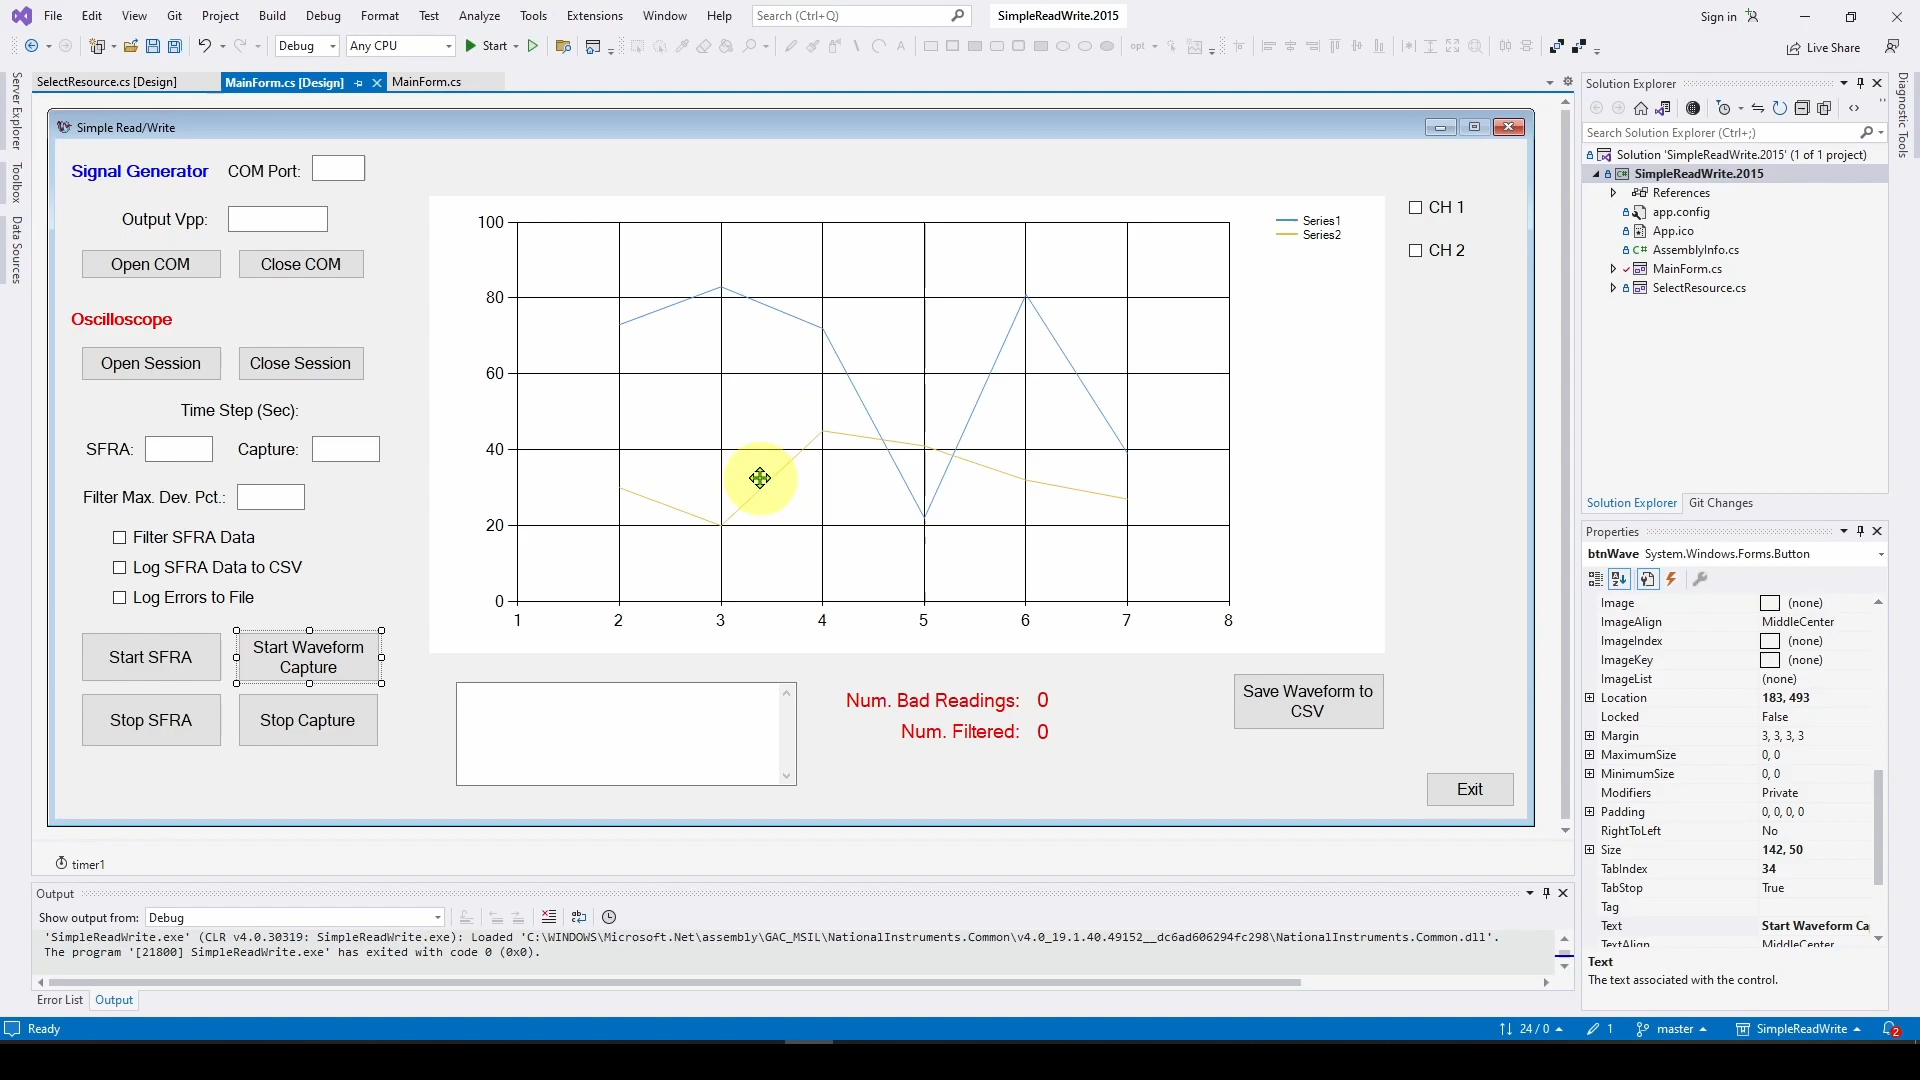 File Edit View Git Project Build Debug Format Test Analyze Tools Extensions Window Help Search (Ctrl+Q) SimpleReadWrite.2015 Sign in
Debug Any CPU Start opt Live Share
Server Explorer
Toolbox
Data Sources
SelectResource.cs [Design] MainForm.cs [Design] MainForm.cs
Simple Read/Write
Signal Generator COM Port:
Output Vpp:
Open COM Close COM
Oscilloscope
Open Session Close Session
Time Step (Sec):
SFRA: Capture:
Filter Max. Dev. Pct.:
Filter SFRA Data
Log SFRA Data to CSV
Log Errors to File
Start SFRA
Start Waveform
Capture
Stop SFRA Stop Capture
100
80
60
40
20
0
1 2 3 4 5 6 7 8
Series1
Series2
CH 1
CH 2
Num. Bad Readings: 0
Num. Filtered: 0
Save Waveform to
CSV
Exit
timer1
Output
Show output from: Debug
'SimpleReadWrite.exe' (CLR v4.0.30319: SimpleReadWrite.exe): Loaded 'C:\WINDOWS\Microsoft.Net\assembly\GAC_MSIL\NationalInstruments.Common\v4.0_19.1.40.49152__dc6ad606294fc298\NationalInstruments.Common.dll'.
The program '[21800] SimpleReadWrite.exe' has exited with code 0 (0x0).
Error List Output
Solution Explorer
Search Solution Explorer (Ctrl+;)
Solution 'SimpleReadWrite.2015' (1 of 1 project)
C# SimpleReadWrite.2015
References
app.config
App.ico
C# AssemblyInfo.cs
MainForm.cs
SelectResource.cs
Solution Explorer Git Changes
Properties
btnWave System.Windows.Forms.Button
Image (none)
ImageAlign MiddleCenter
ImageIndex (none)
ImageKey (none)
ImageList (none)
Location 183, 493
Locked False
Margin 3, 3, 3, 3
MaximumSize 0, 0
MinimumSize 0, 0
Modifiers Private
Padding 0, 0, 0, 0
RightToLeft No
Size 142, 50
TabIndex 34
TabStop True
Tag
Text Start Waveform Ca
TextAlign MiddleCenter
Text
The text associated with the control.
Diagnostic Tools
Ready 24 / 0 1 master SimpleReadWrite 2